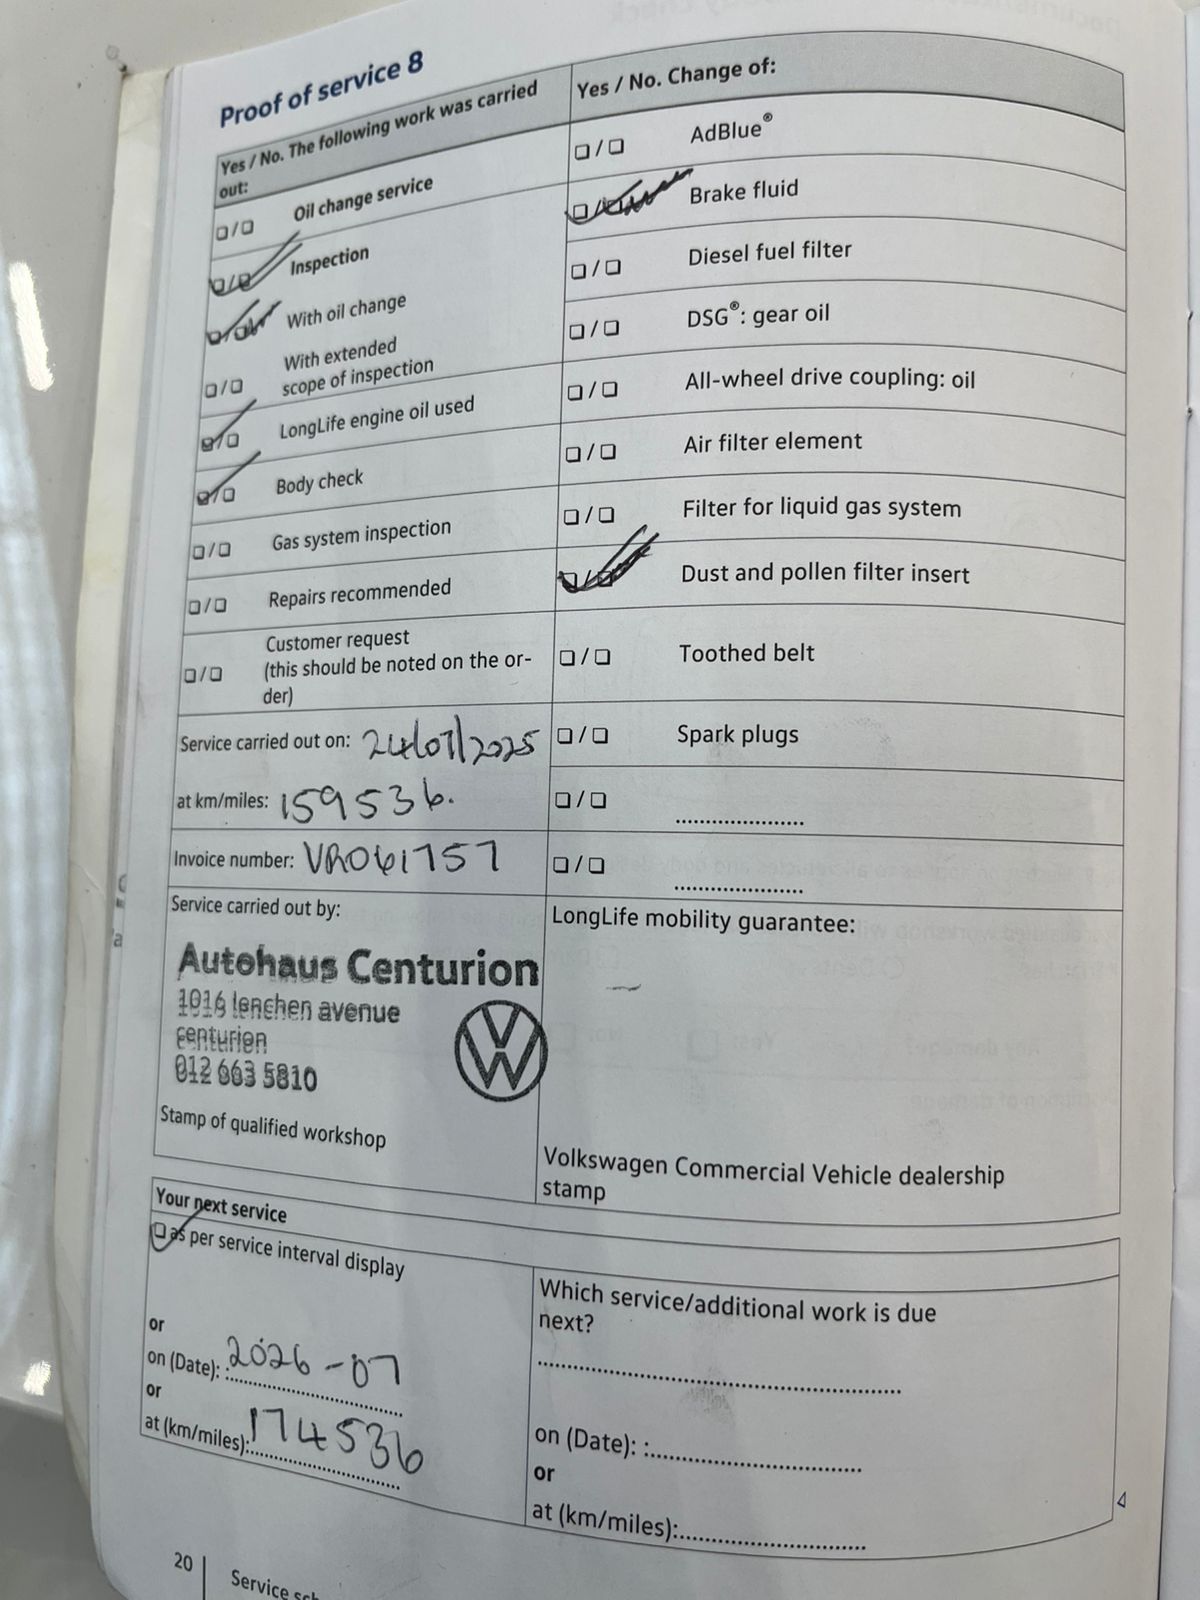 Proof of service 8
Yes / No. The following work was carried
out:
☐/☐ Oil change service
☐/☐ Inspection
☐/☐ With oil change
☐/☐ With extended
scope of inspection
☐/☐ LongLife engine oil used
☐/☐ Body check
☐/☐ Gas system inspection
☐/☐ Repairs recommended
☐/☐ Customer request
(this should be noted on the or-
der)
Service carried out on: 24/07/2025
at km/miles: 159536.
Invoice number: VR061757
Service carried out by:
Autohaus Centurion
1016 lenchen avenue
centurion
012 663 5810
Stamp of qualified workshop
Yes / No. Change of:
☐/☐ AdBlue®
☐/☐ Brake fluid
☐/☐ Diesel fuel filter
☐/☐ DSG®: gear oil
☐/☐ All-wheel drive coupling: oil
☐/☐ Air filter element
☐/☐ Filter for liquid gas system
☐/☐ Dust and pollen filter insert
☐/☐ Toothed belt
☐/☐ Spark plugs
☐/☐ ......................
☐/☐ ......................
LongLife mobility guarantee:
Volkswagen Commercial Vehicle dealership
stamp
Your next service
☐ as per service interval display
or
on (Date): :2026-07
or
at (km/miles):174536
Which service/additional work is due
next?
on (Date): :
or
at (km/miles):
20
Service